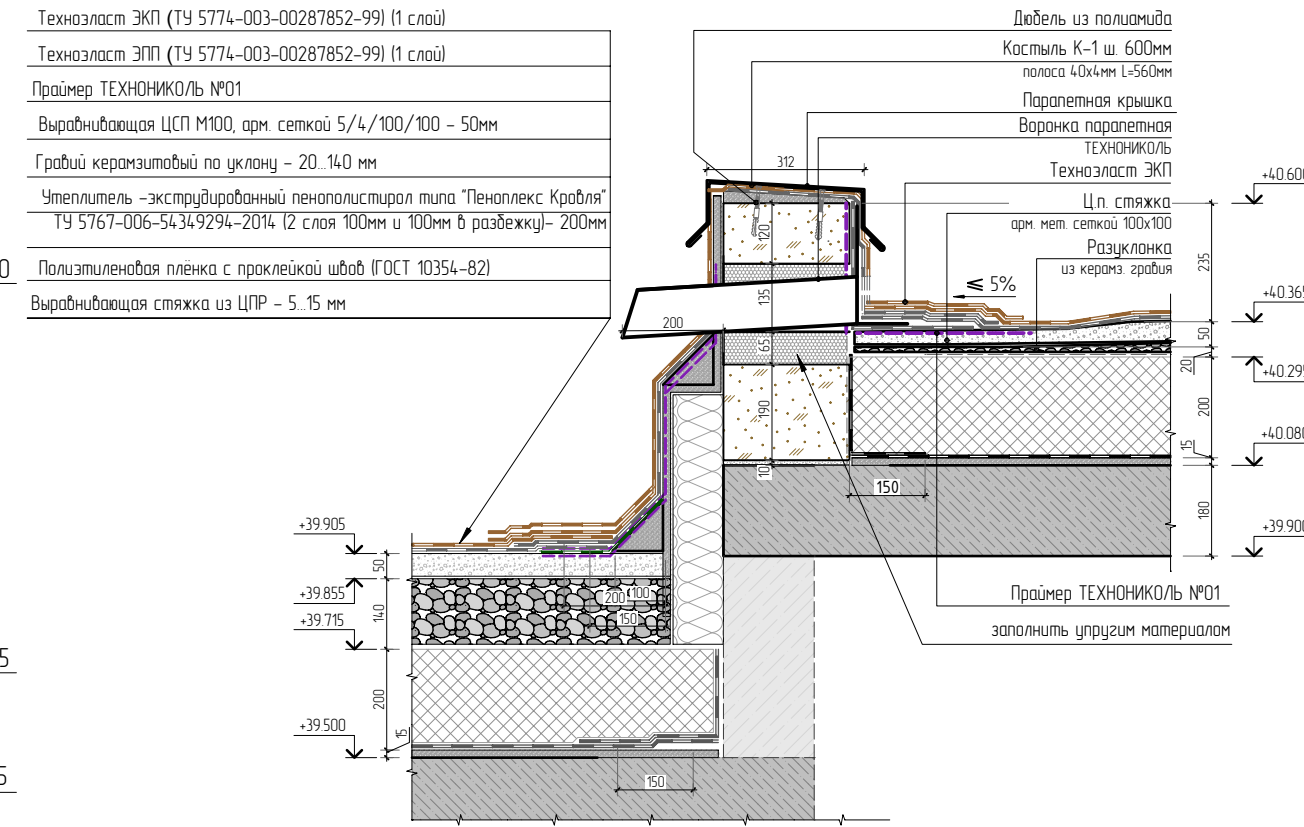 Техноэласт ЭКП (ТУ 5774-003-00287852-99) (1 слой)
Техноэласт ЭПП (ТУ 5774-003-00287852-99) (1 слой)
Праймер ТЕХНОНИКОЛЬ №01
Выравнивающая ЦСП М100, арм. сеткой 5/4/100/100 - 50мм
Гравий керамзитовый по уклону - 20...140 мм
Утеплитель -экструдированный пенополистирол типа "Пеноплекс Кровля"
ТУ 5767-006-54349294-2014 (2 слоя 100мм и 100мм в разбежку)- 200мм
Полиэтиленовая плёнка с проклейкой швов (ГОСТ 10354-82)
Выравнивающая стяжка из ЦПР - 5...15 мм
0
5
5
Дюбель из полиамида
Костыль К-1 ш. 600мм
полоса 40х4мм L=560мм
Парапетная крышка
Воронка парапетная
ТЕХНОНИКОЛЬ
Техноэласт ЭКП
Ц.п. стяжка
арм. мет. сеткой 100х100
Разуклонка
из керамз. гравия
≤ 5%
312
120
135
200
65
190
10
150
235
50
20
200
15
180
+40.600
+40.365
+40.295
+40.080
+39.900
+39.905
+39.855
+39.715
+39.500
50
140
200
15
200
100
150
150
Праймер ТЕХНОНИКОЛЬ №01
заполнить упругим материалом